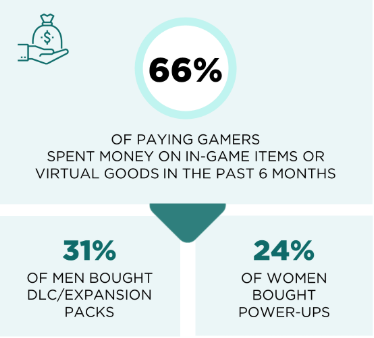 $
66%
OF PAYING GAMERS
SPENT MONEY ON IN-GAME ITEMS OR
VIRTUAL GOODS IN THE PAST 6 MONTHS
31%
OF MEN BOUGHT
DLC/EXPANSION
PACKS
24%
OF WOMEN
BOUGHT
POWER-UPS